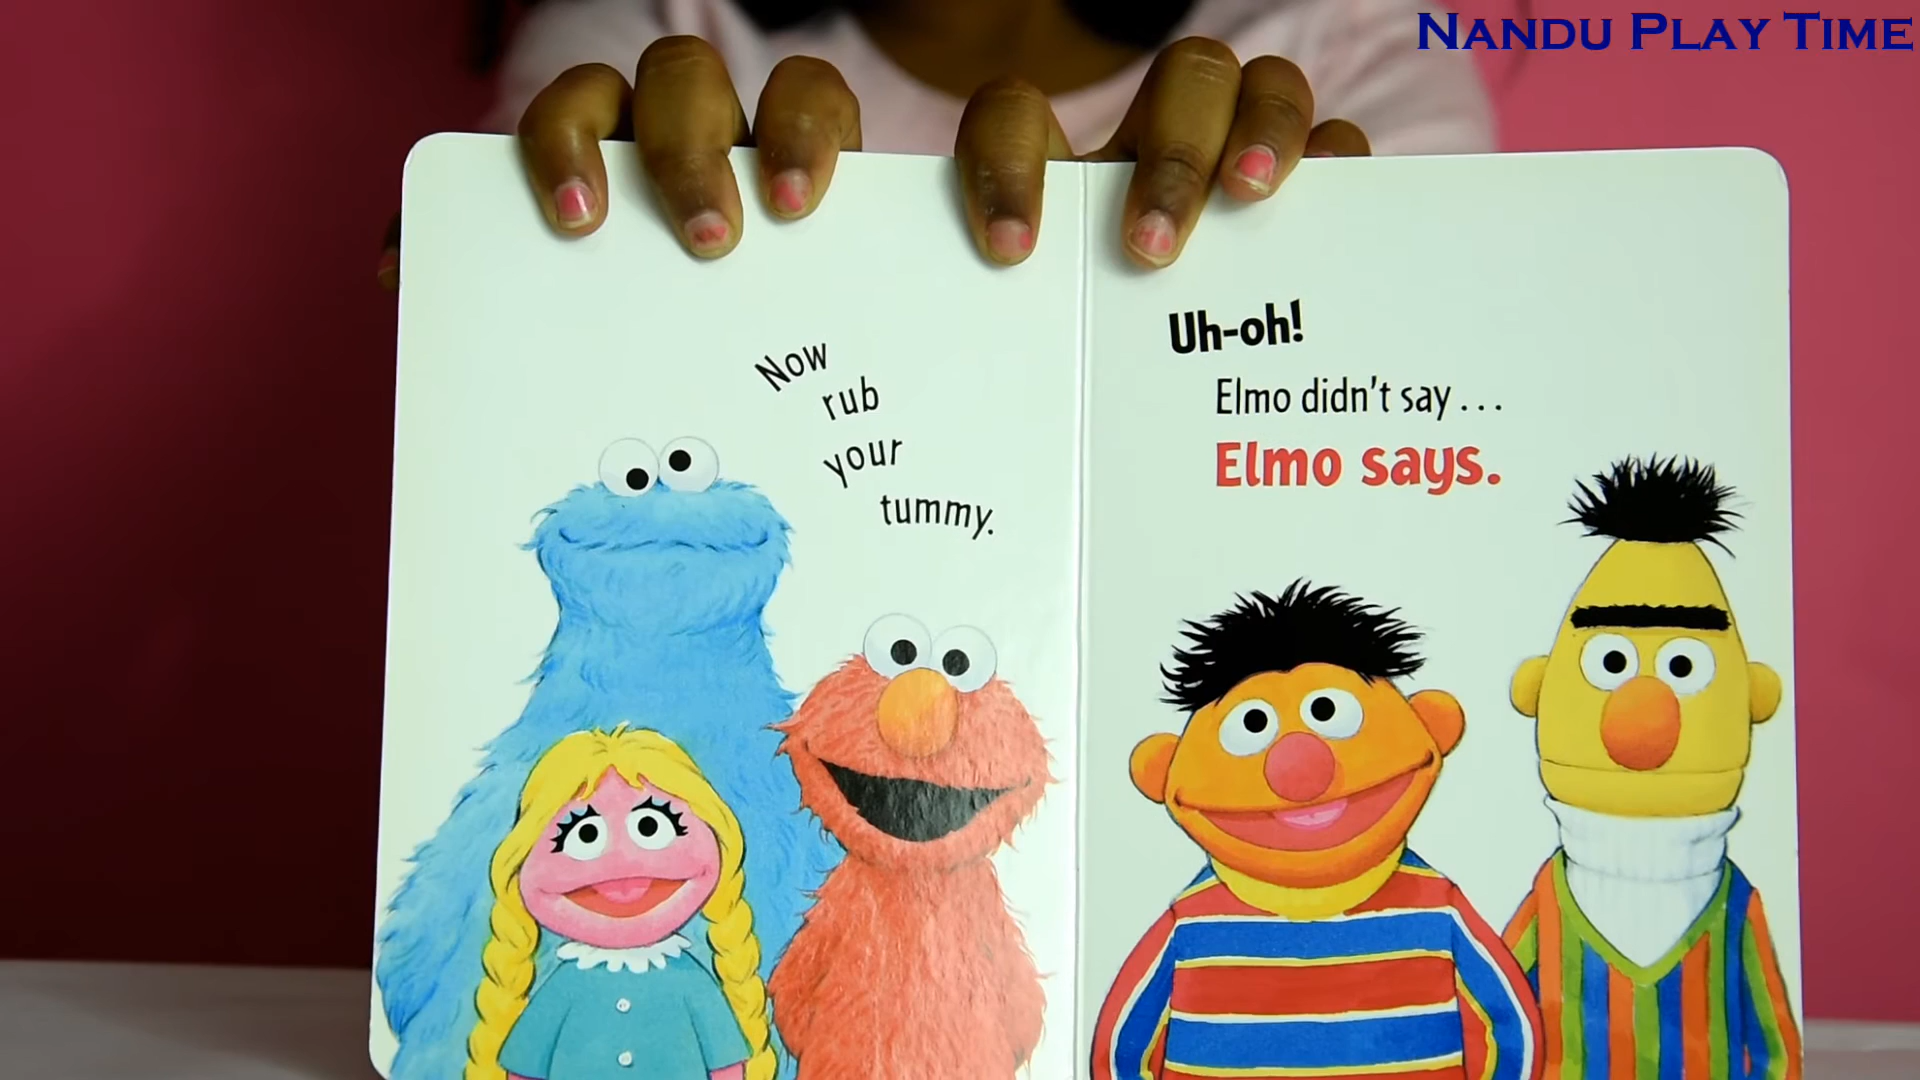 NANDU PLAY TIME
Now
rub
your
tummy.
Uh-oh!
Elmo didn't say . . .
Elmo says.